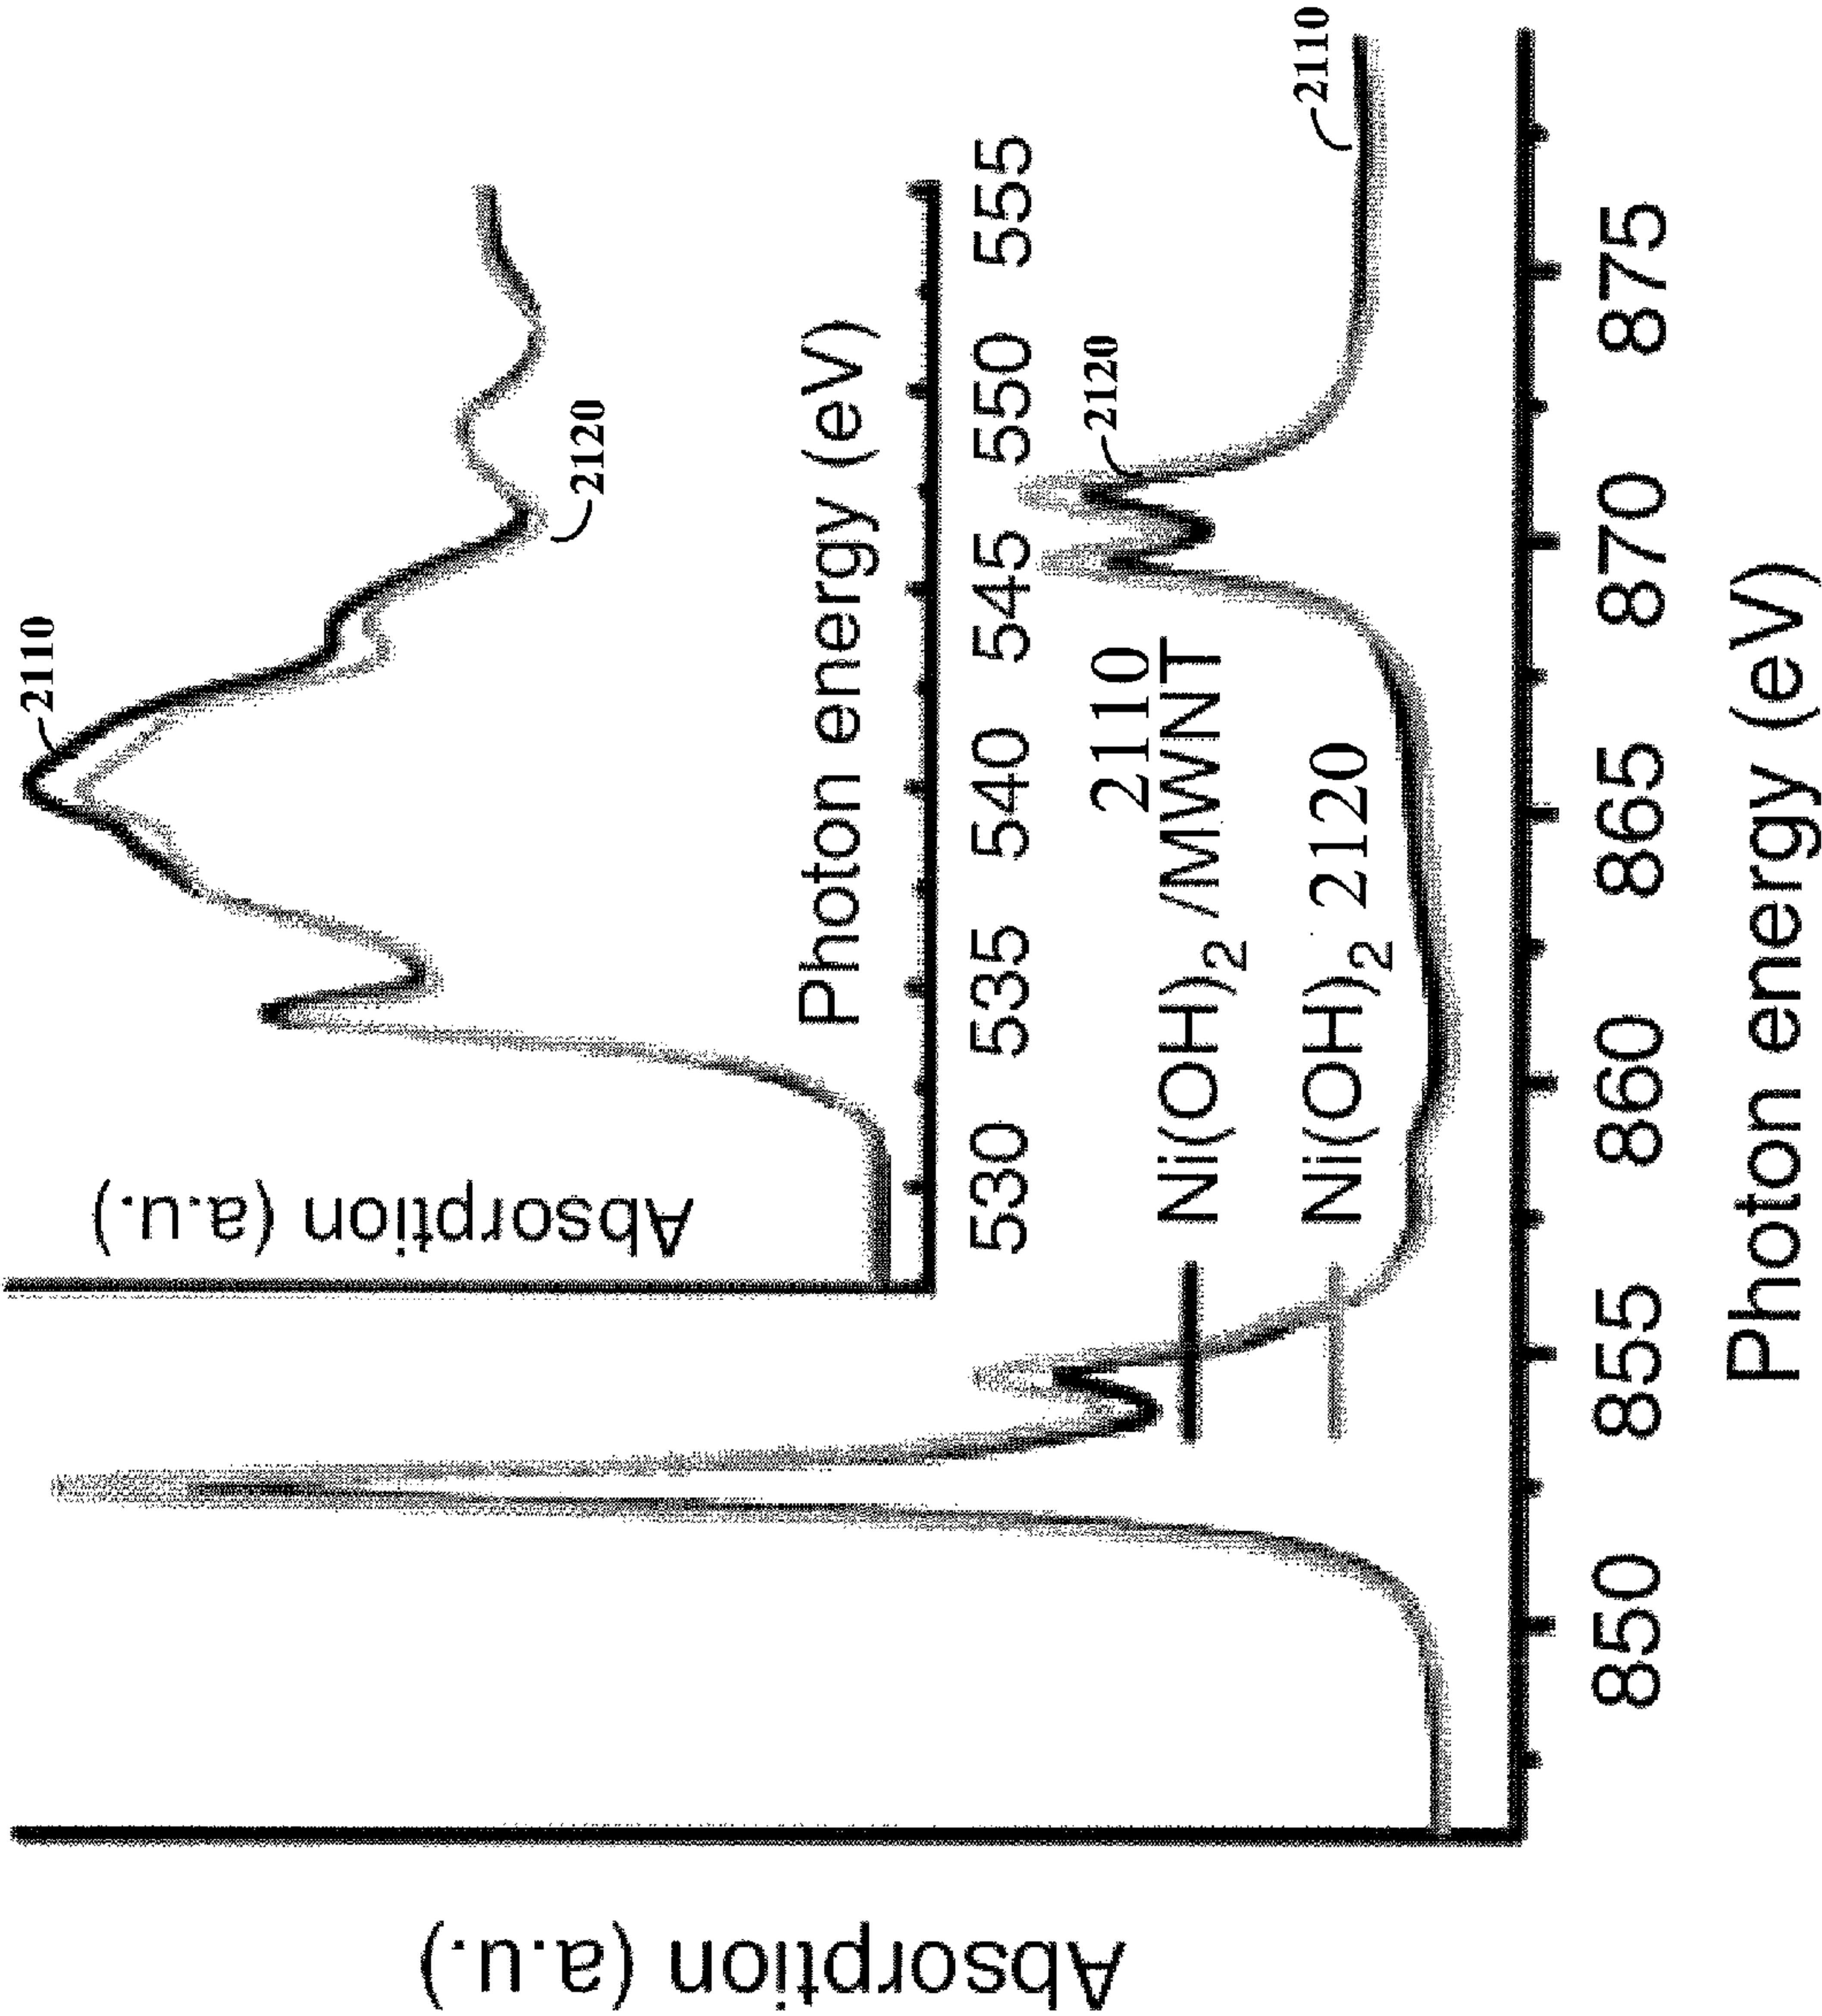 Absorption (a.u.)
Absorption (a.u.)
2110
2120
Photon energy (eV)
530 535 540 545 550 555
2110
Ni(OH)2 /MWNT
Ni(OH)2 2120
2120
2110
850 855 860 865 870 875
Photon energy (eV)